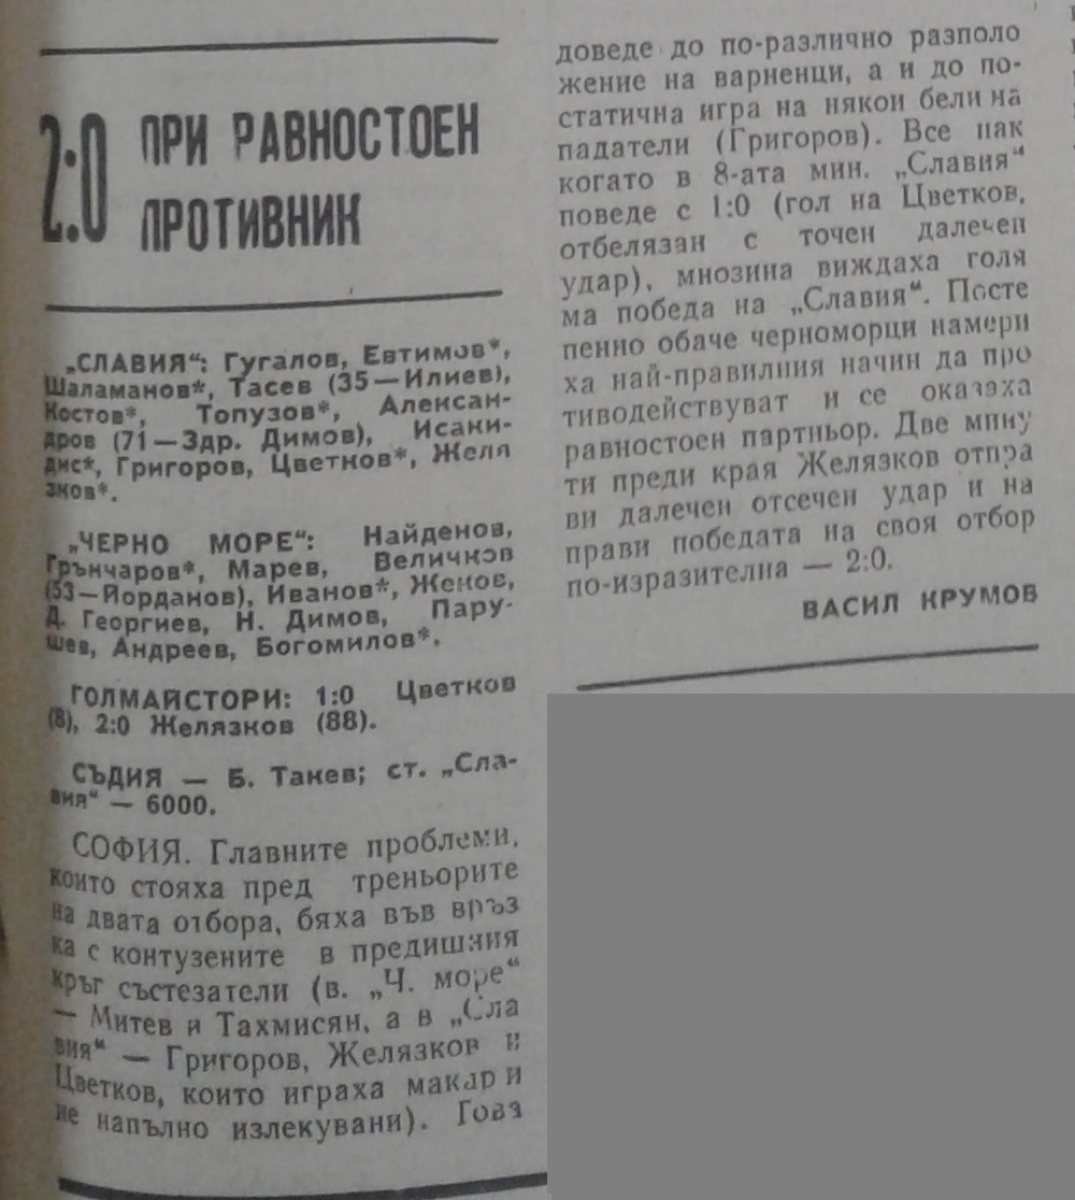 2:0 ПРИ РАВНОСТОЕН
ПРОТИВНИК
„СЛАВИЯ“: Гугалов, Евтимов*,
Шаламанов*, Тасев (35—Илиев),
Костов*, Топузов*, Алексан-
дров (71—Здр. Димов), Исаки-
дис*, Григоров, Цветков*, Желя
зков*.
„ЧЕРНО МОРЕ“: Найденов,
Грънчаров*, Марев, Величков
(53—Йорданов), Иванов*, Женов,
Д. Георгиев, Н. Димов, Пару-
шев, Андреев, Богомилов*.
ГОЛМАЙСТОРИ: 1:0 Цветков
(8), 2:0 Желязков (88).
СЪДИЯ — Б. Танев; ст. „Сла-
вия“ — 6000.
СОФИЯ. Главните проблеми,
които стояха пред треньорите
на двата отбора, бяха във връз
ка с контузените в предишния
кръг състезатели (в. „Ч. море“
— Митев и Тахмисян, а в „Сла
вия“ — Григоров, Желязков и
Цветков, които играха макар и
не напълно излекувани). Това
доведе до по-различно разполо
жение на варненци, а и до по-
статична игра на някои бели на
падатели (Григоров). Все пак
когато в 8-ата мин. „Славия“
поведе с 1:0 (гол на Цветков,
отбелязан с точен далечен
удар), мнозина виждаха голя
ма победа на „Славия“. Посте
пенно обаче черноморци намери
ха най-правилния начин да про
тиводействуват и се оказаха
равностоен партньор. Две мину
ти преди края Желязков отпра
ви далечен отсечен удар и на
прави победата на своя отбор
по-изразителна — 2:0.
ВАСИЛ КРУМОВ